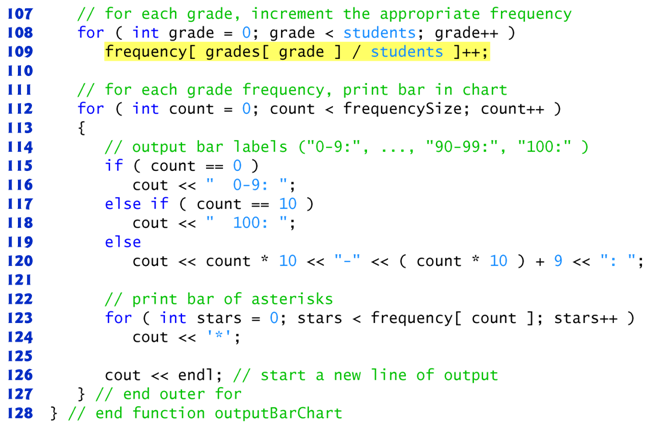 107 // for each grade, increment the appropriate frequency
108 for ( int grade = 0; grade < students; grade++ )
109 frequency[ grades[ grade ] / students ]++;
110
111 // for each grade frequency, print bar in chart
112 for ( int count = 0; count < frequencySize; count++ )
113 {
114 // output bar labels ("0-9:", ..., "90-99:", "100:" )
115 if ( count == 0 )
116 cout << "  0-9: ";
117 else if ( count == 10 )
118 cout << "  100: ";
119 else
120 cout << count * 10 << "-" << ( count * 10 ) + 9 << ": ";
121
122 // print bar of asterisks
123 for ( int stars = 0; stars < frequency[ count ]; stars++ )
124 cout << '*';
125
126 cout << endl; // start a new line of output
127 } // end outer for
128 } // end function outputBarChart